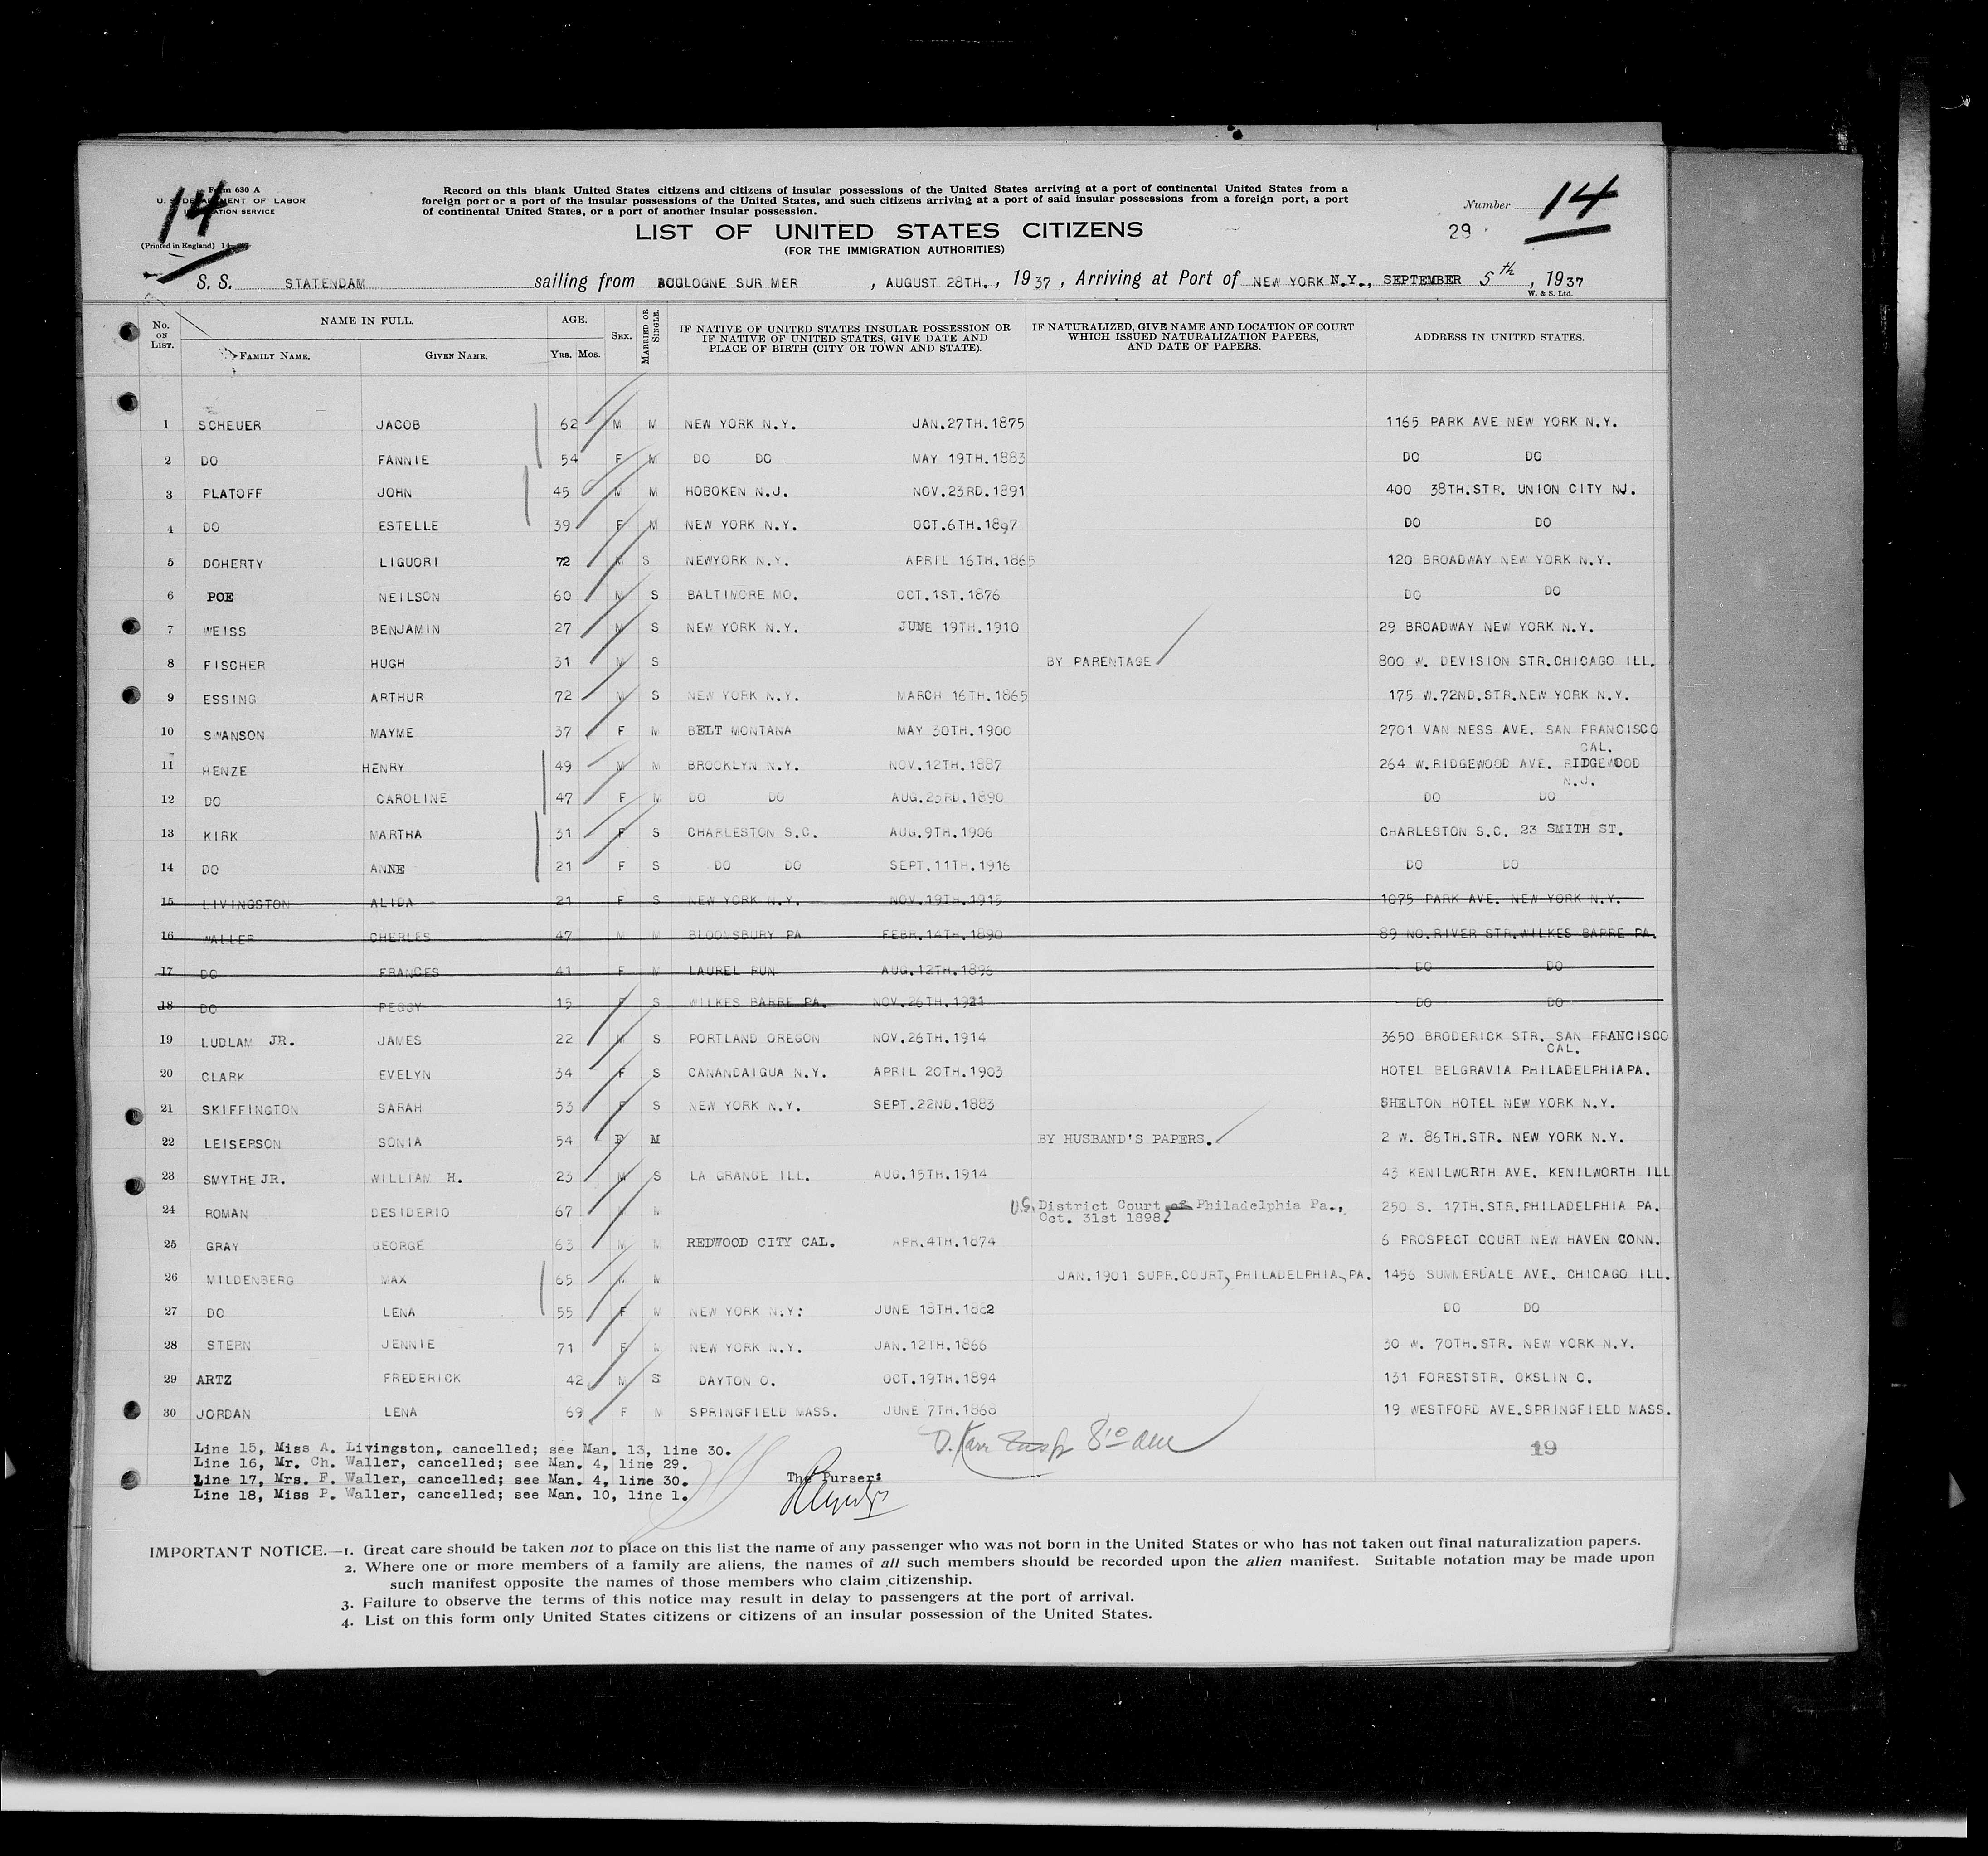 Form 630 A
U. S. DEPARTMENT OF LABOR
IMMIGRATION SERVICE
(Printed in England)
14
Record on this blank United States citizens and citizens of insular possessions of the United States arriving at a port of continental United States from a
foreign port or a port of the insular possessions of the United States, and such citizens arriving at a port of said insular possessions from a foreign port, a port
of continental United States, or a port of another insular possession.
Number 14
LIST OF UNITED STATES CITIZENS
29
(FOR THE IMMIGRATION AUTHORITIES)
S. S. STATENDAM sailing from BOULOGNE SUR MER, AUGUST 28TH., 1937, Arriving at Port of NEW YORK N.Y., SEPTEMBER 5th, 1937
W. & S. Ltd.
No. ON LIST. NAME IN FULL. FAMILY NAME. GIVEN NAME. AGE. Yrs. Mos. SEX. MARRIED OR SINGLE. IF NATIVE OF UNITED STATES INSULAR POSSESSION OR IF NATIVE OF UNITED STATES, GIVE DATE AND PLACE OF BIRTH (CITY OR TOWN AND STATE). IF NATURALIZED, GIVE NAME AND LOCATION OF COURT WHICH ISSUED NATURALIZATION PAPERS, AND DATE OF PAPERS. ADDRESS IN UNITED STATES.
1 SCHEUER JACOB 62 M M NEW YORK N.Y. JAN.27TH.1875 1165 PARK AVE NEW YORK N.Y.
2 DO FANNIE 54 F M DO DO MAY 19TH.1883 DO DO
3 PLATOFF JOHN 45 M M HOBOKEN N.J. NOV.23RD.1891 400 38TH.STR. UNION CITY NJ.
4 DO ESTELLE 39 F M NEW YORK N.Y. OCT.6TH.1897 DO DO
5 DOHERTY LIGUORI 72 M S NEWYORK N.Y. APRIL 16TH.1865 120 BROADWAY NEW YORK N.Y.
6 POE NEILSON 60 M S BALTIMORE MO. OCT.1ST.1876 DO DO
7 WEISS BENJAMIN 27 M S NEW YORK N.Y. JUNE 19TH.1910 29 BROADWAY NEW YORK N.Y.
8 FISCHER HUGH 31 M S BY PARENTAGE 800 W. DEVISION STR.CHICAGO ILL.
9 ESSING ARTHUR 72 M S NEW YORK N.Y. MARCH 16TH.1865 175 W.72ND.STR.NEW YORK N.Y.
10 SWANSON MAYME 37 F M BELT MONTANA MAY 30TH.1900 2701 VAN NESS AVE. SAN FRANCISCO
CAL.
11 HENZE HENRY 49 M M BROOKLYN N.Y. NOV.12TH.1887 264 W.RIDGEWOOD AVE. RIDGEWOOD
N.J.
12 DO CAROLINE 47 F M DO DO AUG.23RD.1890 DO DO
13 KIRK MARTHA 31 F S CHARLESTON S.C. AUG.9TH.1906 CHARLESTON S.C. 23 SMITH ST.
14 DO ANNE 21 F S DO DO SEPT.11TH.1916 DO DO
15 LIVINGSTON ALIDA 21 F S NEW YORK N.Y. NOV.19TH.1915 1075 PARK AVE. NEW YORK N.Y.
16 WALLER CHERLES 47 M M BLOOMSBURY PA FEBR.14TH.1890 89 NO.RIVER STR.WILKES BARRE PA.
17 DO FRANCES 41 F M LAUREL RUN AUG.12TH.1896 DO DO
18 DO PEGGY 15 F S WILKES BARRE PA. NOV.26TH.1921 DO DO
19 LUDLAM JR. JAMES 22 M S PORTLAND OREGON NOV.26TH.1914 3650 BRODERICK STR. SAN FRANCISCO
CAL.
20 CLARK EVELYN 34 F S CANANDAIGUA N.Y. APRIL 20TH.1903 HOTEL BELGRAVIA PHILADELPHIAPA.
21 SKIFFINGTON SARAH 53 F S NEW YORK N.Y. SEPT.22ND.1883 SHELTON HOTEL NEW YORK N.Y.
22 LEISERSON SONIA 54 F M BY HUSBAND'S PAPERS. 2 W. 86TH.STR. NEW YORK N.Y.
23 SMYTHE JR. WILLIAM H. 23 M S LA GRANGE ILL. AUG.15TH.1914 43 KENILWORTH AVE. KENILWORTH ILL
24 ROMAN DESIDERIO 67 M M U.S. District Court of Philadelphia Pa., 250 S. 17TH.STR.PHILADELPHIA PA.
Oct. 31st 1898.
25 GRAY GEORGE 63 M M REDWOOD CITY CAL. APR.4TH.1874 6 PROSPECT COURT NEW HAVEN CONN.
26 MILDENBERG MAX 65 M M JAN.1901 SUPR.COURT, PHILADELPHIA, PA. 1456 SUMMERDALE AVE. CHICAGO ILL.
27 DO LENA 55 F M NEW YORK N.Y: JUNE 18TH.1882 DO DO
28 STERN JENNIE 71 F M NEW YORK N.Y. JAN.12TH.1866 30 W. 70TH.STR. NEW YORK N.Y.
29 ARTZ FREDERICK 42 M S DAYTON O. OCT.19TH.1894 131 FORESTSTR. OKSLIN O.
30 JORDAN LENA 69 F M SPRINGFIELD MASS. JUNE 7TH.1868 19 WESTFORD AVE.SPRINGFIELD MASS.
Line 15, Miss A. Livingston, cancelled; see Man. 13, line 30.
Line 16, Mr. Ch. Waller, cancelled; see Man. 4, line 29.
Line 17, Mrs. F. Waller, cancelled; see Man. 4, line 30.
Line 18, Miss P. Waller, cancelled; see Man. 10, line 1.
The Purser:
19
IMPORTANT NOTICE.—1. Great care should be taken not to place on this list the name of any passenger who was not born in the United States or who has not taken out final naturalization papers.
2. Where one or more members of a family are aliens, the names of all such members should be recorded upon the alien manifest. Suitable notation may be made upon
such manifest opposite the names of those members who claim citizenship.
3. Failure to observe the terms of this notice may result in delay to passengers at the port of arrival.
4. List on this form only United States citizens or citizens of an insular possession of the United States.